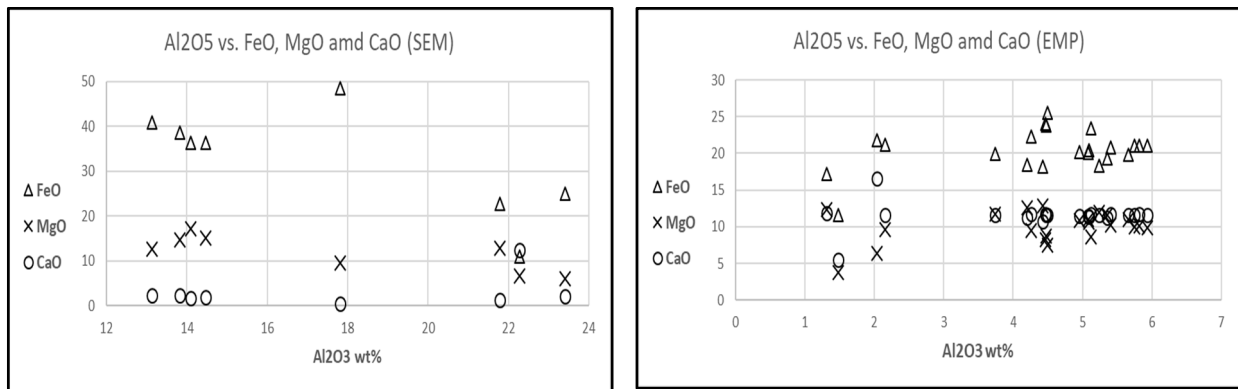 Al2O5 vs. FeO, MgO amd CaO (SEM)
50
40
30
20
10
0
FeO
MgO
CaO
12 14 16 18 20 22 24
Al2O3 wt%
Al2O5 vs. FeO, MgO amd CaO (EMP)
30
25
20
15
10
5
0
FeO
MgO
CaO
0 1 2 3 4 5 6 7
Al2O3 wt%